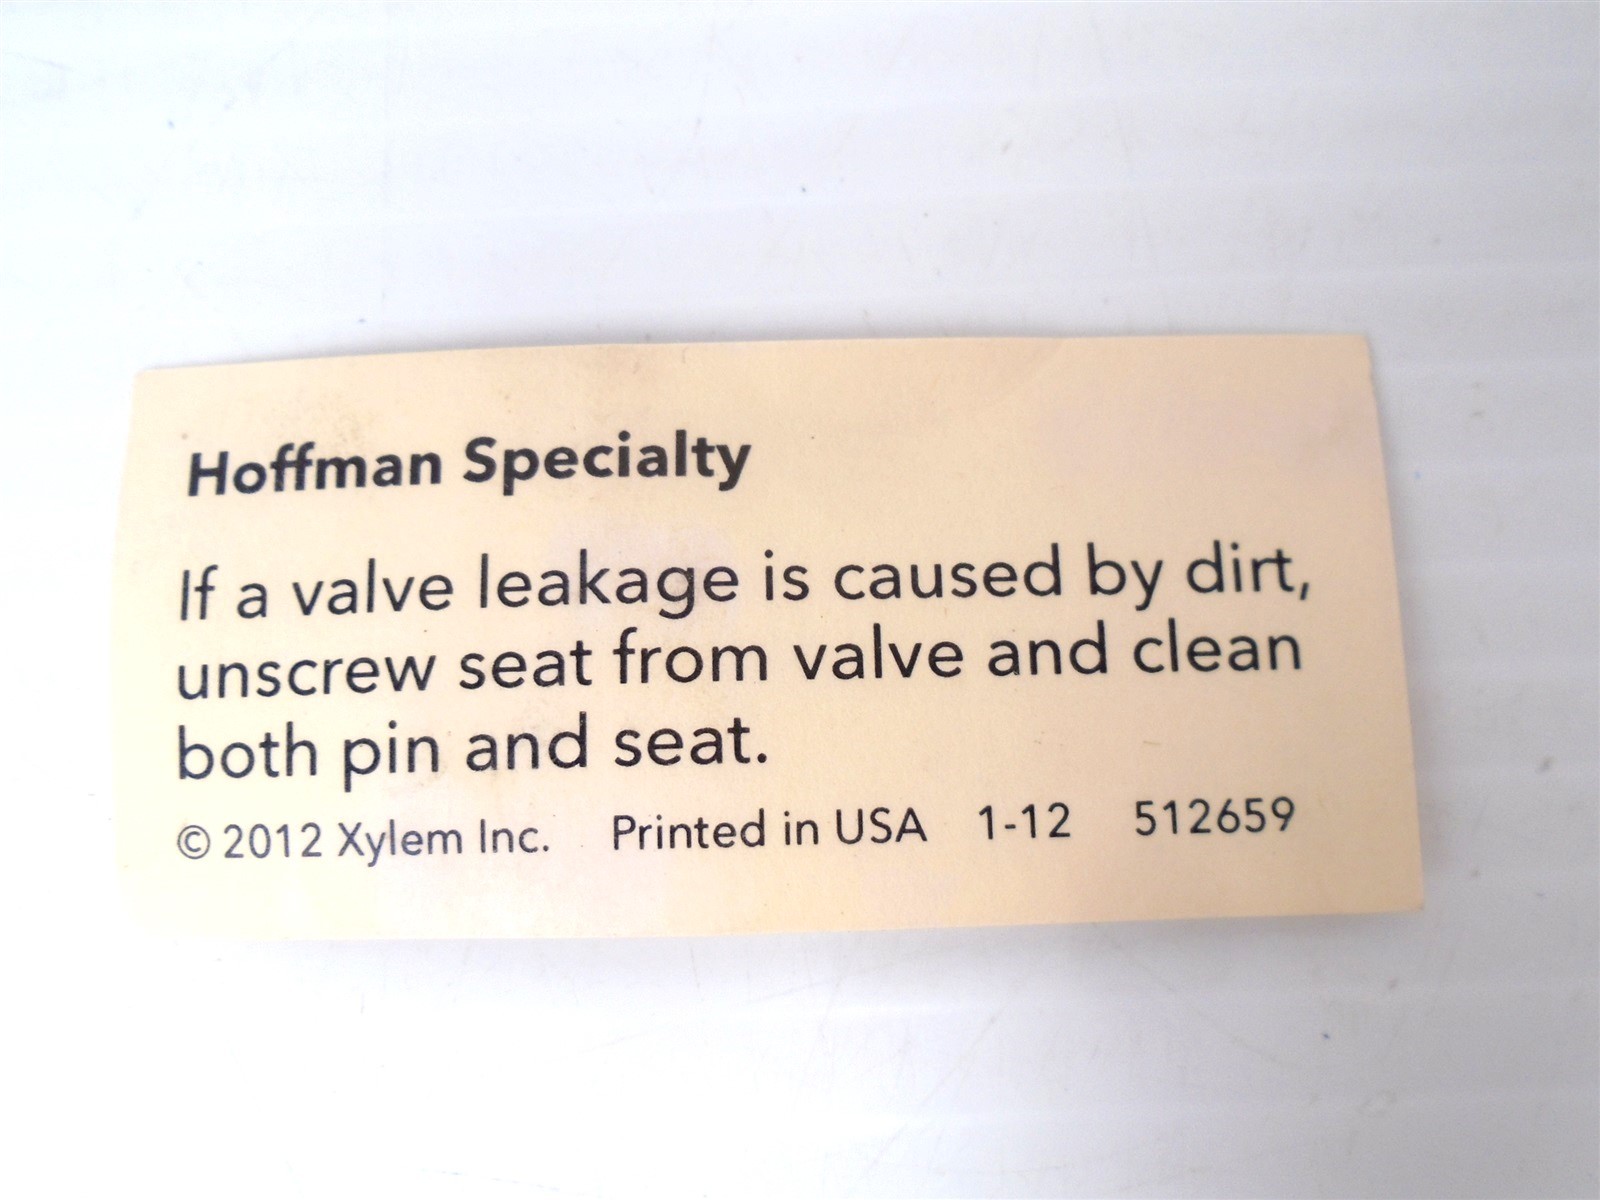 Hoffman Specialty
If a valve leakage is caused by dirt,
unscrew seat from valve and clean
both pin and seat.
© 2012 Xylem Inc. Printed in USA 1-12 512659